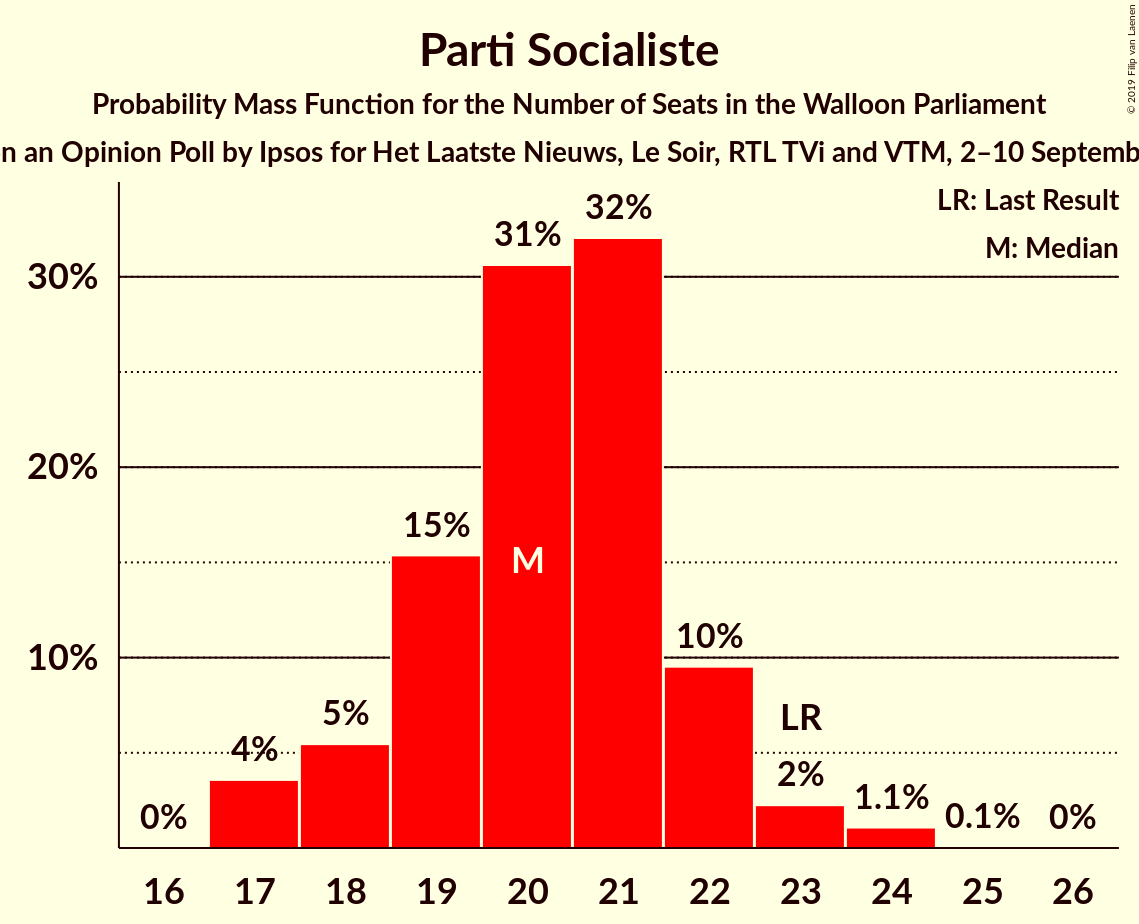 Parti Socialiste
Probability Mass Function for the Number of Seats in the Walloon Parliament
an Opinion Poll by Ipsos for Het Laatste Nieuws, Le Soir, RTL TVi and VTM, 2–10
© 2019 Filip van Laenen
LR: Last Result
M: Median
30%
20%
10%
0%
4%
5%
15%
31%
M
32%
10%
LR
2%
1.1%
0.1%
0%
16 17 18 19 20 21 22 23 24 25 26